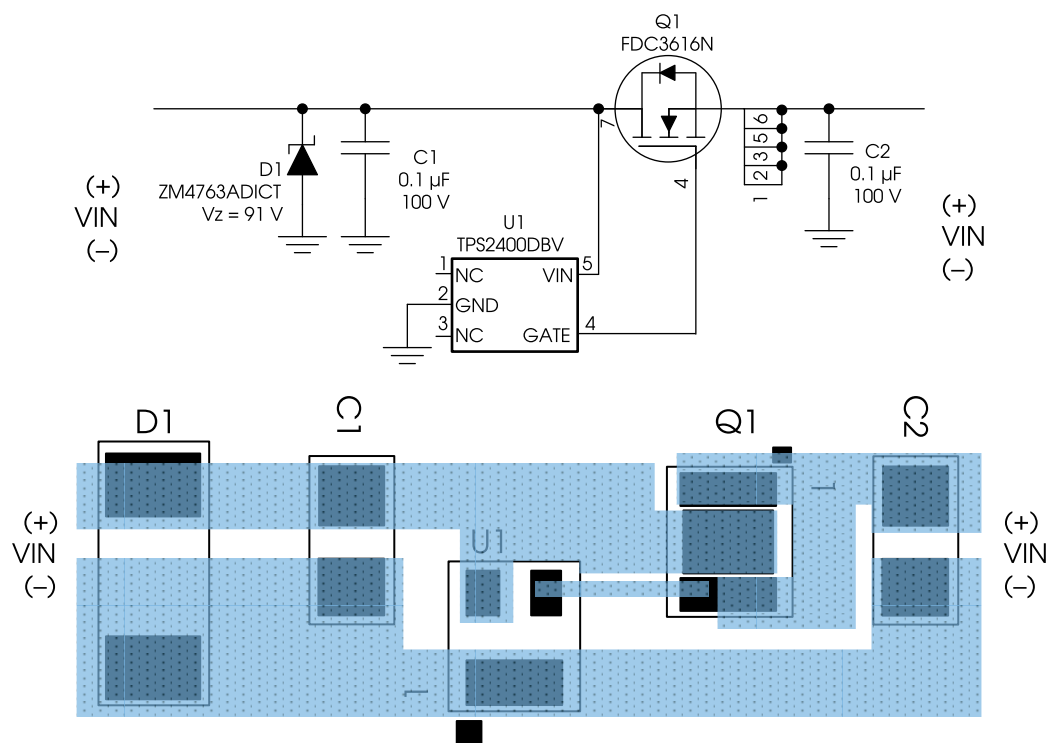 Q1
FDC3616N
7
4
6
5
3
2
1
D1
ZM4763ADICT
Vz = 91 V
C1
0.1 µF
100 V
C2
0.1 µF
100 V
(+)
VIN
(–)
(+)
VIN
(–)
U1
TPS2400DBV
1
NC
VIN
5
2
GND
3
NC
GATE
4
D1
C1
Q1
C2
1
(+)
VIN
(–)
U1
(+)
VIN
(–)
1